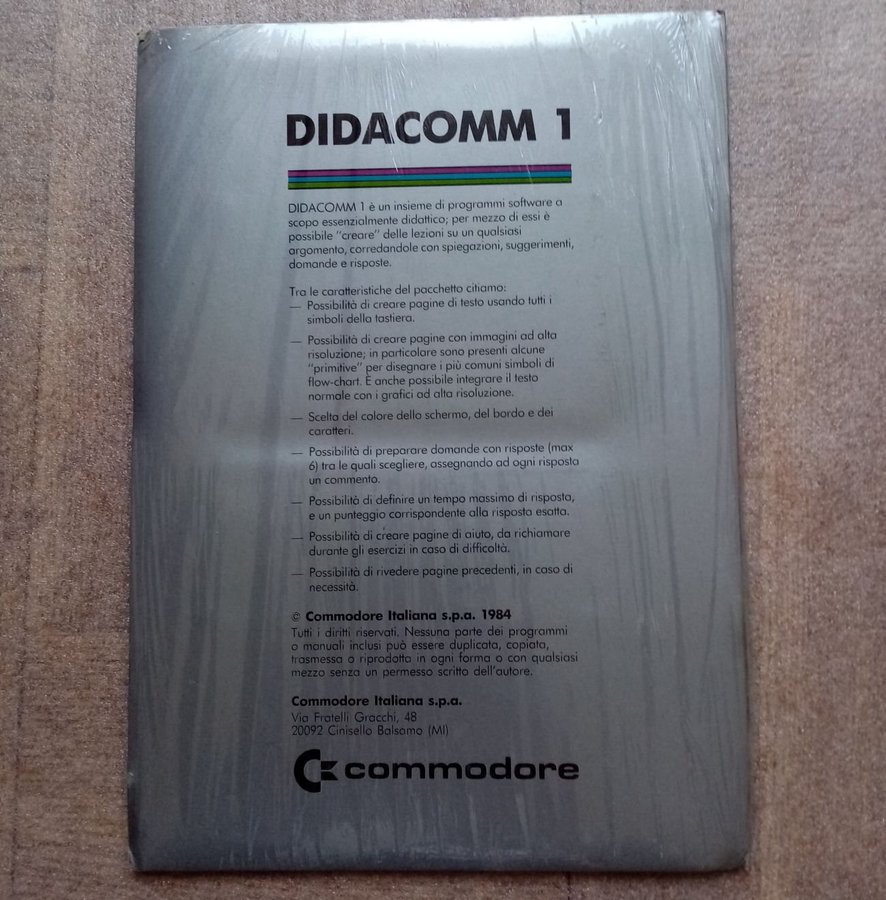 DIDACOMM 1
DIDACOMM 1 è un insieme di programmi software a
scopo essenzialmente didattico; per mezzo di essi è
possibile "creare" delle lezioni su un qualsiasi
argomento, corredandole con spiegazioni, suggerimenti,
domande e risposte.
Tra le caratteristiche del pacchetto citiamo:
— Possibilità di creare pagine di testo usando tutti i
simboli della tastiera.
— Possibilità di creare pagine con immagini ad alta
risoluzione; in particolare sono presenti alcune
"primitive" per disegnare i più comuni simboli di
flow-chart. È anche possibile integrare il testo
normale con i grafici ad alta risoluzione.
— Scelta del colore dello schermo, del bordo e dei
caratteri.
— Possibilità di preparare domande con risposte (max
6) tra le quali scegliere, assegnando ad ogni risposta
un commento.
— Possibilità di definire un tempo massimo di risposta,
e un punteggio corrispondente alla risposta esatta.
— Possibilità di creare pagine di aiuto, da richiamare
durante gli esercizi in caso di difficoltà.
— Possibilità di rivedere pagine precedenti, in caso di
necessità.
© Commodore Italiana s.p.a. 1984
Tutti i diritti riservati. Nessuna parte dei programmi
o manuali inclusi può essere duplicata, copiata,
trasmessa o riprodotta in ogni forma o con qualsiasi
mezzo senza un permesso scritto dell'autore.
Commodore Italiana s.p.a.
Via Fratelli Gracchi, 48
20092 Cinisello Balsamo (MI)
commodore